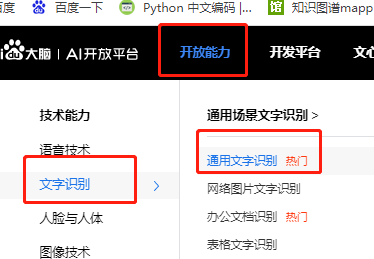 百度 百度一下 Python 中文编码 | 知识图谱mapp
ai大脑 | AI开放平台 开放能力 开发平台 文心
技术能力
语音技术
文字识别
人脸与人体
图像技术
通用场景文字识别 >
通用文字识别 热门
网络图片文字识别
办公文档识别 热门
表格文字识别